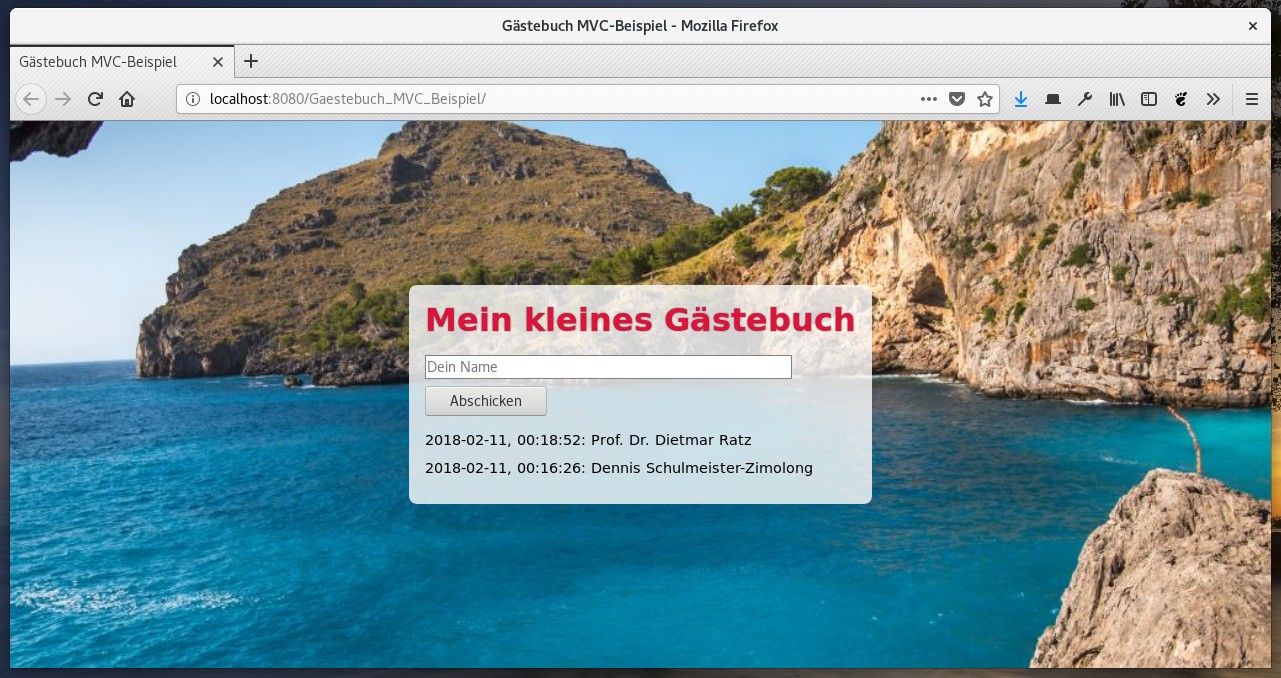 Gästebuch MVC-Beispiel - Mozilla Firefox
Gästebuch MVC-Beispiel
localhost:8080/Gaestebuch_MVC_Beispiel/
Mein kleines Gästebuch
Dein Name
Abschicken
2018-02-11, 00:18:52: Prof. Dr. Dietmar Ratz
2018-02-11, 00:16:26: Dennis Schulmeister-Zimolong